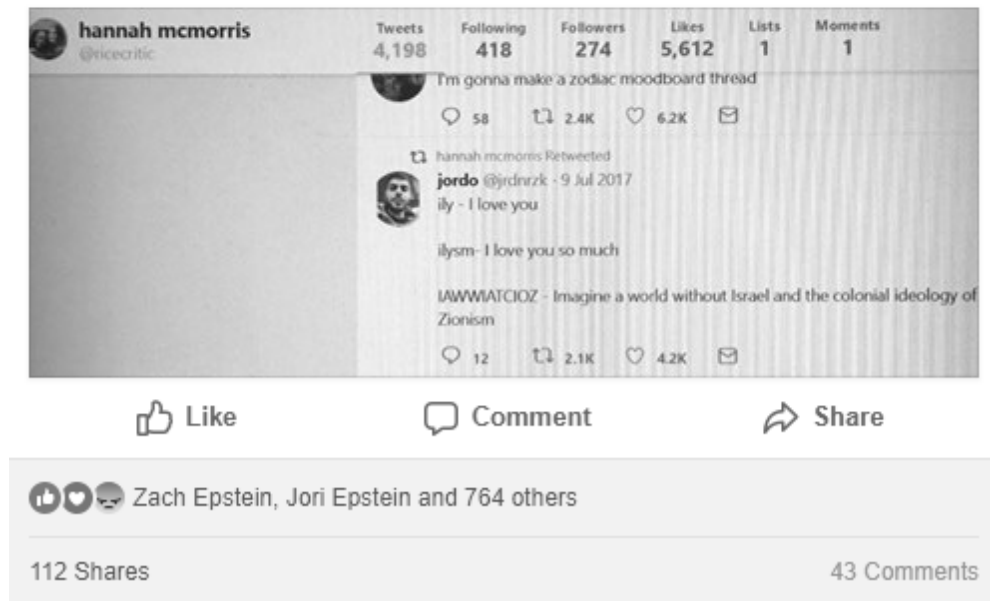 hannah mcmorris
@ricecritic
Tweets Following Followers Likes Lists Moments
4,198 418 274 5,612 1 1
I'm gonna make a zodiac moodboard thread
58 2.4K 6.2K
hannah mcmorris Retweeted
jordo @jrdnrzk - 9 Jul 2017
ily - I love you
ilysm- I love you so much
IAWWIATCIOZ - Imagine a world without Israel and the colonial ideology of
Zionism
12 2.1K 4.2K
Like Comment Share
Zach Epstein, Jori Epstein and 764 others
112 Shares 43 Comments